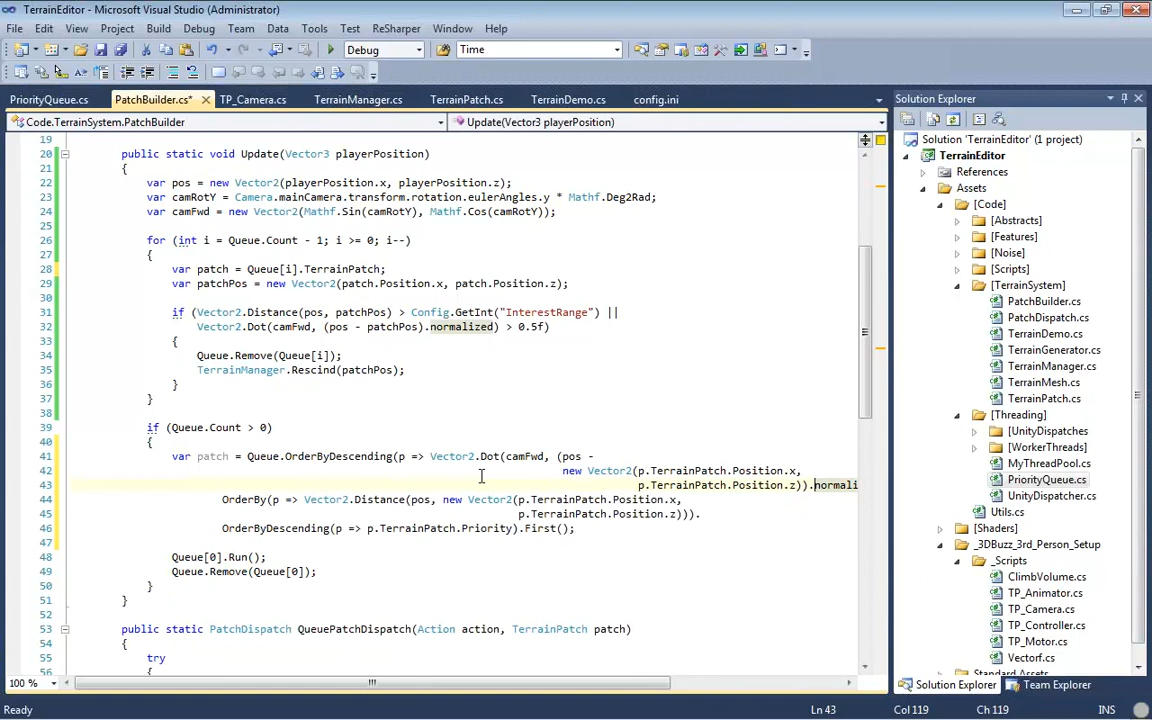 TerrainEditor - Microsoft Visual Studio (Administrator)
File Edit View Project Build Debug Team Data Tools Test ReSharper Window Help
Debug Time
PriorityQueue.cs PatchBuilder.cs* TP_Camera.cs TerrainManager.cs TerrainPatch.cs TerrainDemo.cs config.ini
Code.TerrainSystem.PatchBuilder Update(Vector3 playerPosition)
19
20 public static void Update(Vector3 playerPosition)
21 {
22 var pos = new Vector2(playerPosition.x, playerPosition.z);
23 var camRotY = Camera.mainCamera.transform.rotation.eulerAngles.y * Mathf.Deg2Rad;
24 var camFwd = new Vector2(Mathf.Sin(camRotY), Mathf.Cos(camRotY));
25
26 for (int i = Queue.Count - 1; i >= 0; i--)
27 {
28 var patch = Queue[i].TerrainPatch;
29 var patchPos = new Vector2(patch.Position.x, patch.Position.z);
30
31 if (Vector2.Distance(pos, patchPos) > Config.GetInt("InterestRange") ||
32 Vector2.Dot(camFwd, (pos - patchPos).normalized) > 0.5f)
33 {
34 Queue.Remove(Queue[i]);
35 TerrainManager.Rescind(patchPos);
36 }
37 }
38
39 if (Queue.Count > 0)
40 {
41 var patch = Queue.OrderByDescending(p => Vector2.Dot(camFwd, (pos -
42 new Vector2(p.TerrainPatch.Position.x,
43 p.TerrainPatch.Position.z)).normali
44 OrderBy(p => Vector2.Distance(pos, new Vector2(p.TerrainPatch.Position.x,
45 p.TerrainPatch.Position.z))).
46 OrderByDescending(p => p.TerrainPatch.Priority).First();
47
48 Queue[0].Run();
49 Queue.Remove(Queue[0]);
50 }
51 }
52
53 public static PatchDispatch QueuePatchDispatch(Action action, TerrainPatch patch)
54 {
55 try
56 {
100 %
Solution Explorer
Solution 'TerrainEditor' (1 project)
TerrainEditor
References
Assets
[Code]
[Abstracts]
[Features]
[Noise]
[Scripts]
[TerrainSystem]
PatchBuilder.cs
PatchDispatch.cs
TerrainDemo.cs
TerrainGenerator.cs
TerrainManager.cs
TerrainMesh.cs
TerrainPatch.cs
[Threading]
[UnityDispatches
[WorkerThreads]
MyThreadPool.cs
PriorityQueue.cs
UnityDispatcher.cs
Utils.cs
[Shaders]
_3DBuzz_3rd_Person_Setup
_Scripts
ClimbVolume.cs
TP_Animator.cs
TP_Camera.cs
TP_Controller.cs
TP_Motor.cs
Vectorf.cs
Standard Assets
Solution Explorer Team Explorer
Ready Ln 43 Col 119 Ch 119 INS